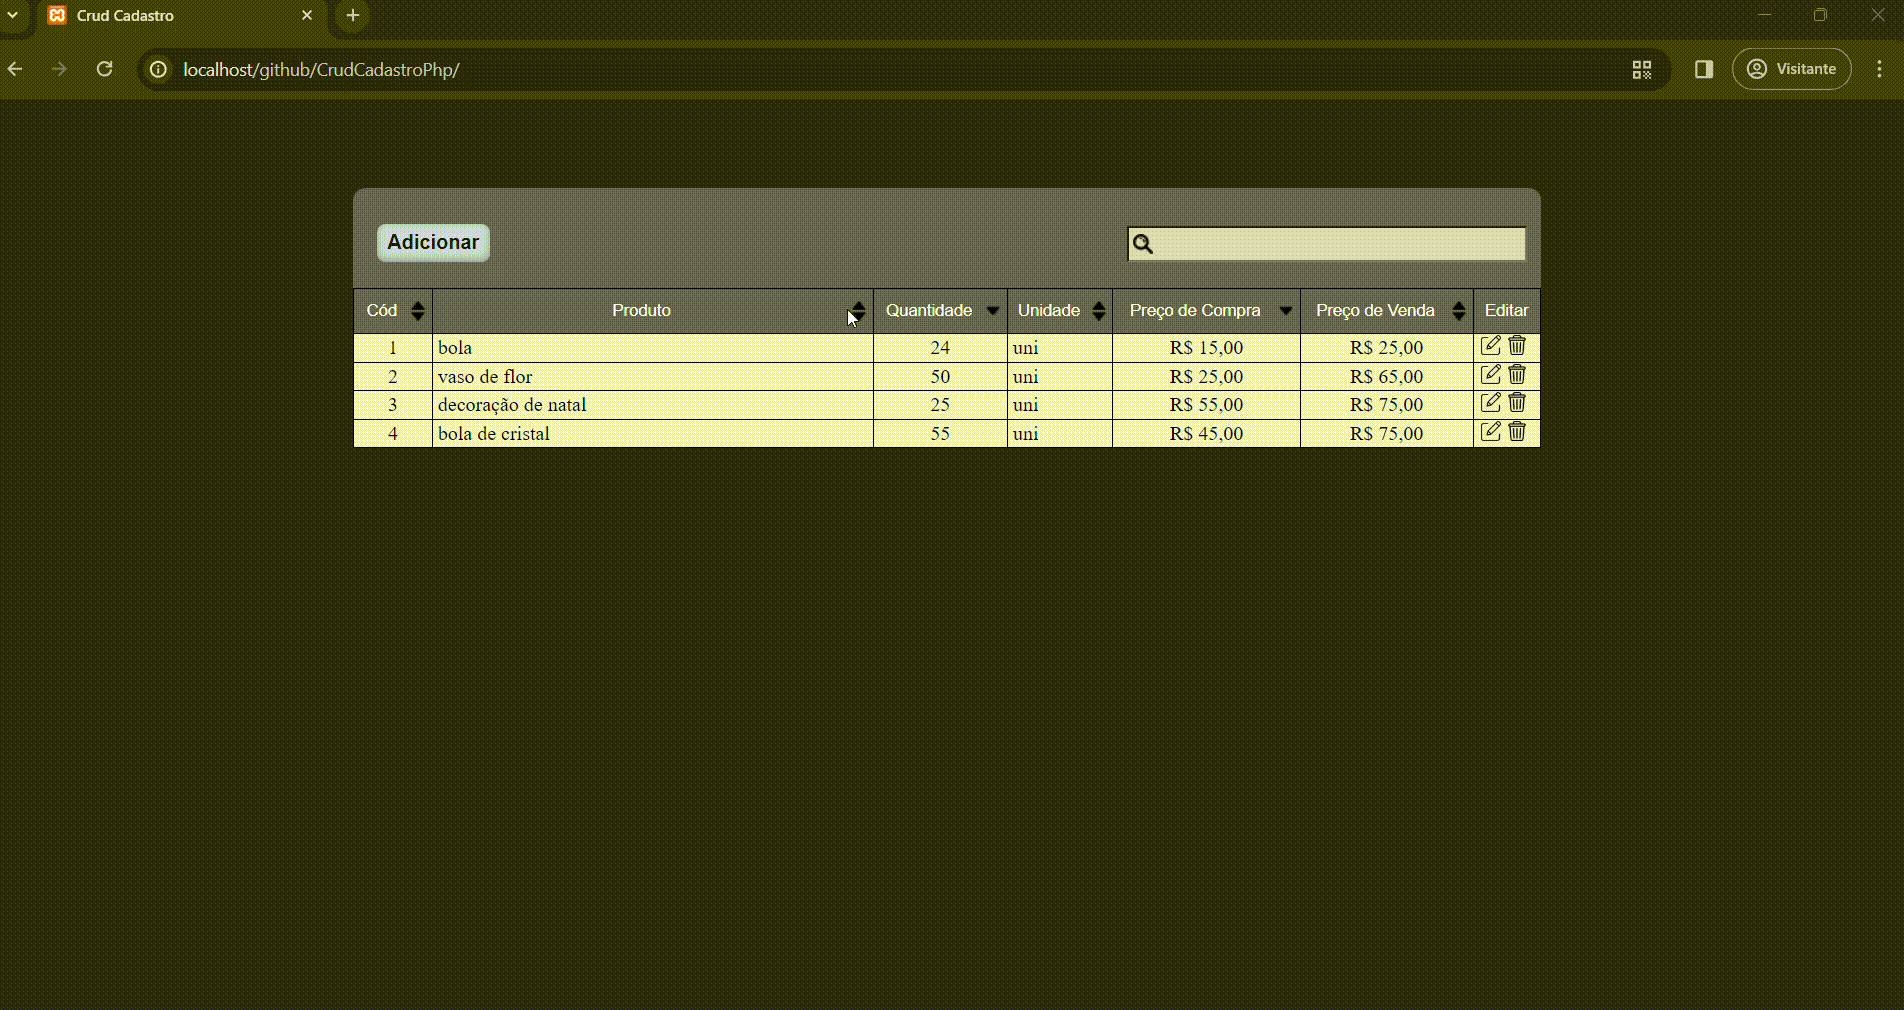 Crud Cadastro
localhost/github/CrudCadastroPhp/
Visitante
Adicionar
Cód Produto Quantidade Unidade Preço de Compra Preço de Venda Editar
1 bola 24 uni R$ 15,00 R$ 25,00
2 vaso de flor 50 uni R$ 25,00 R$ 65,00
3 decoração de natal 25 uni R$ 55,00 R$ 75,00
4 bola de cristal 55 uni R$ 45,00 R$ 75,00